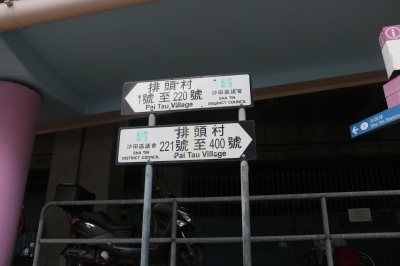 排頭村
1號至220號
Pai Tau Village
沙田區議會
SHA TIN
DISTRICT COUNCIL
排頭村
221號至400號
Pai Tau Village
沙田區議會
SHA TIN
DISTRICT COUNCIL